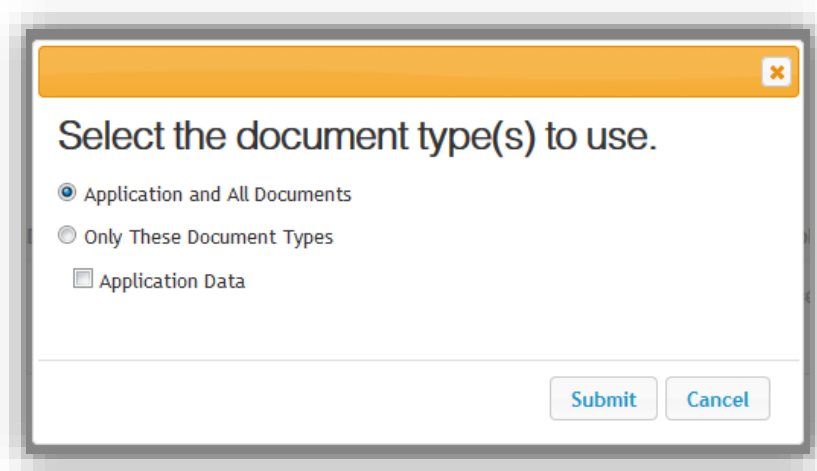 Select the document type(s) to use.
Application and All Documents
Only These Document Types
Application Data
Submit Cancel